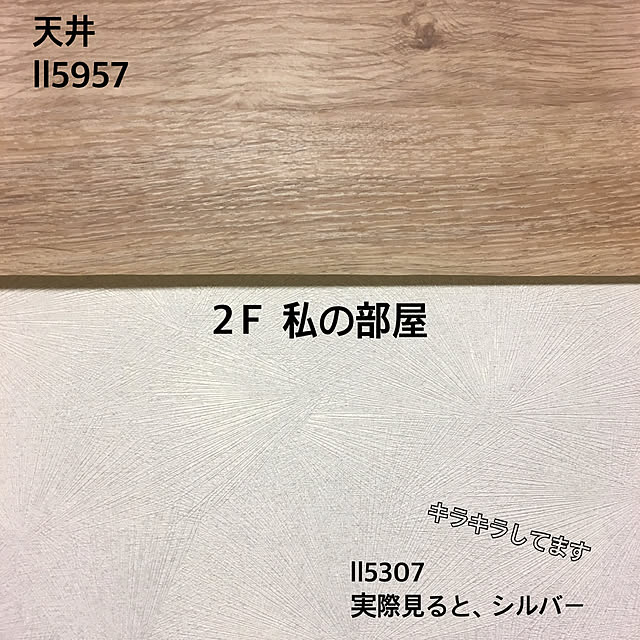 天井
ll5957
2F 私の部屋
キラキラしてます
ll5307
実際見ると、シルバー